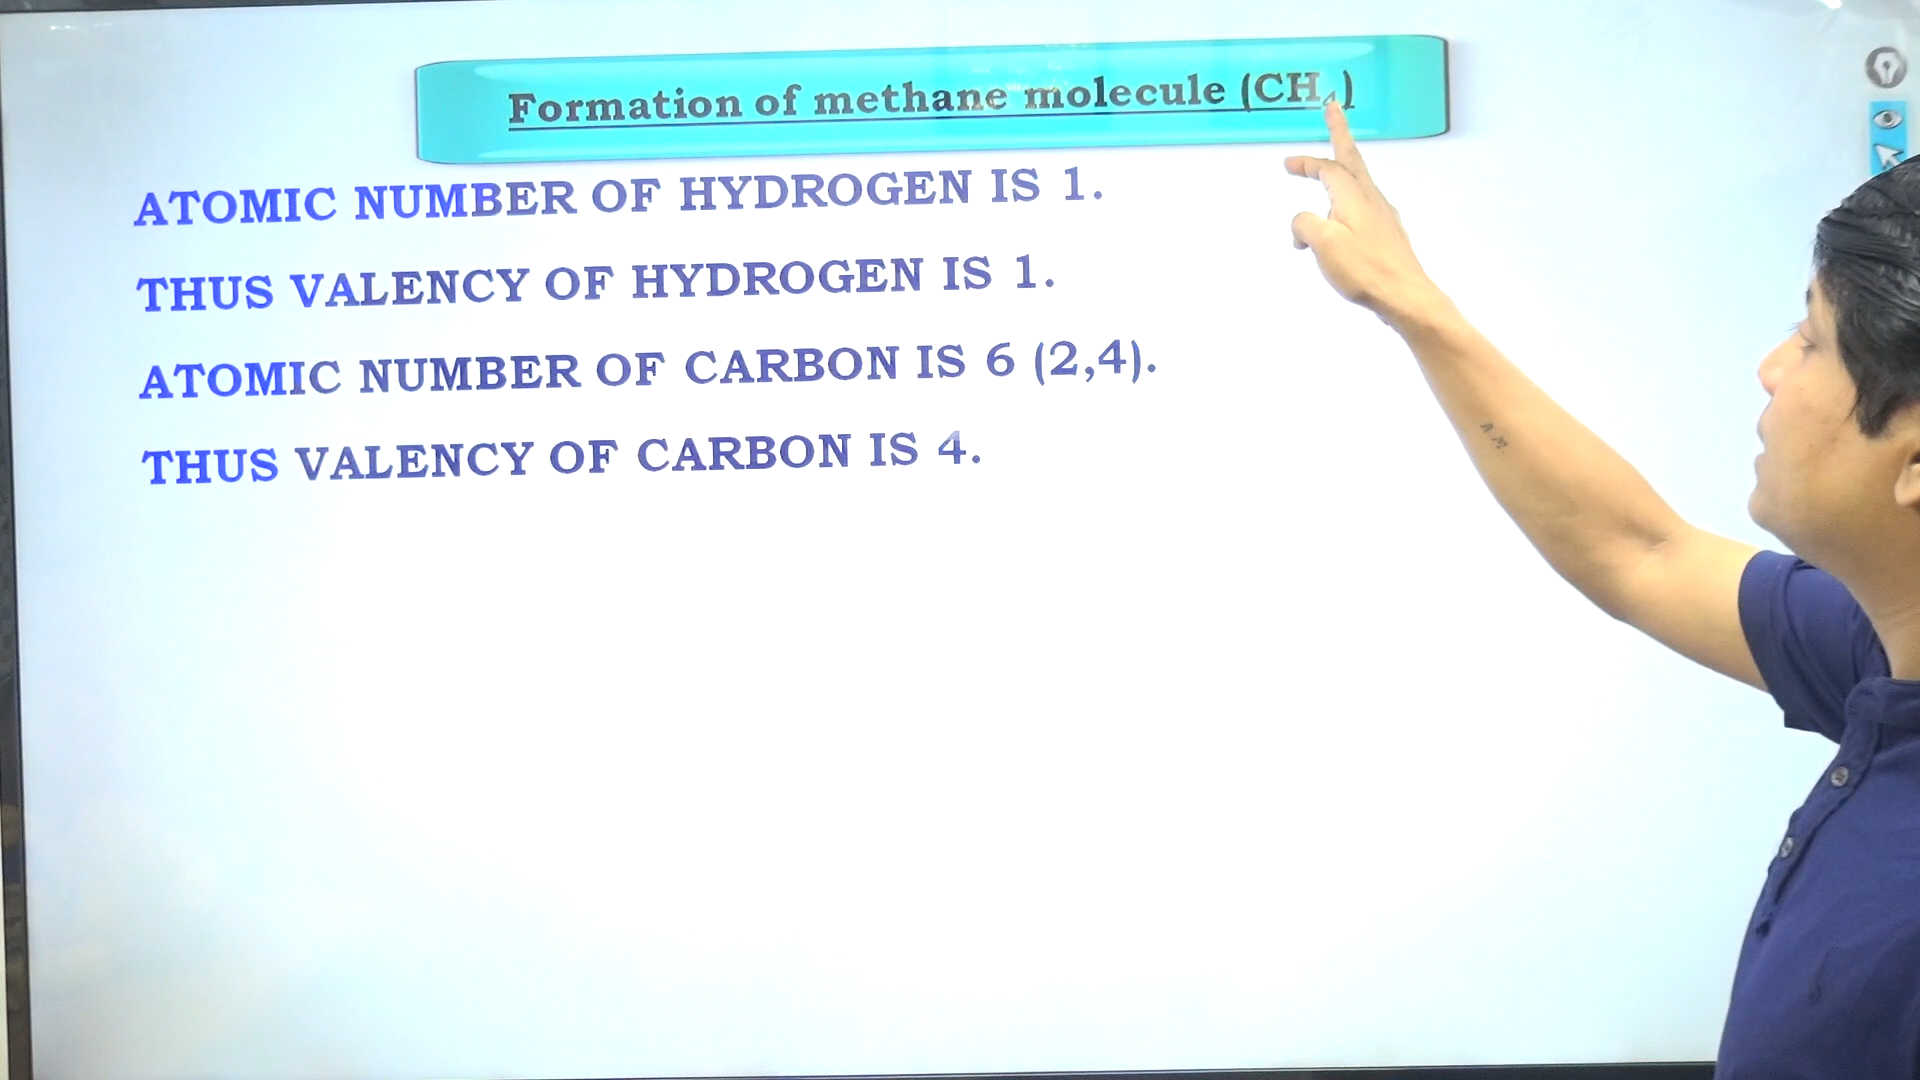 Formation of methane molecule (CH₄)
ATOMIC NUMBER OF HYDROGEN IS 1.
THUS VALENCY OF HYDROGEN IS 1.
ATOMIC NUMBER OF CARBON IS 6 (2,4).
THUS VALENCY OF CARBON IS 4.
A.M.